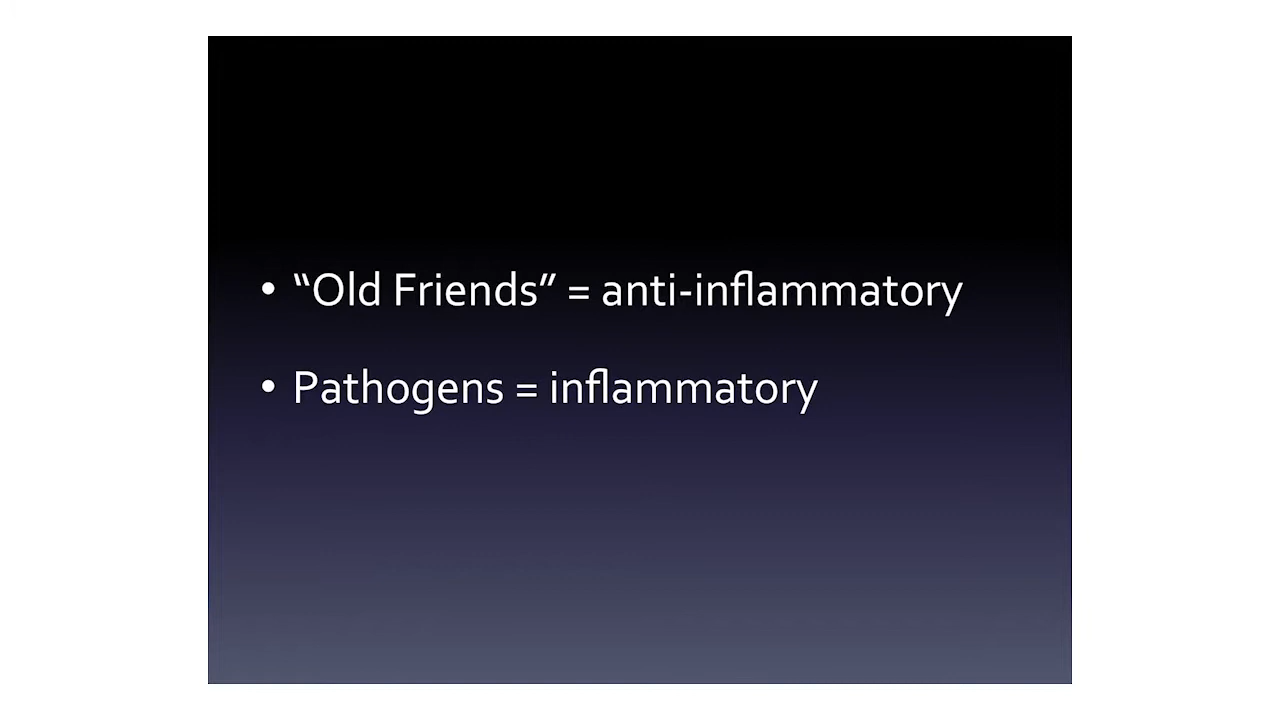 • “Old Friends” = anti-inflammatory
• Pathogens = inflammatory